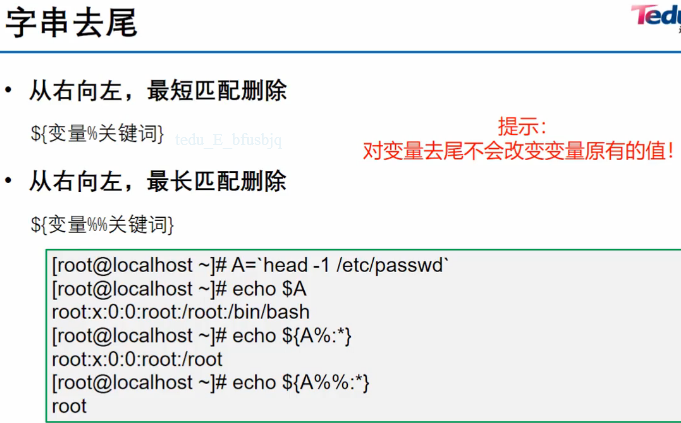 字串去尾
Tedu
• 从右向左，最短匹配删除
${变量%关键词}
tedu_E_bfusbjq
提示：
对变量去尾不会改变变量原有的值！
• 从右向左，最长匹配删除
${变量%%关键词}
[root@localhost ~]# A=`head -1 /etc/passwd`
[root@localhost ~]# echo $A
root:x:0:0:root:/root:/bin/bash
[root@localhost ~]# echo ${A%:*}
root:x:0:0:root:/root
[root@localhost ~]# echo ${A%%:*}
root